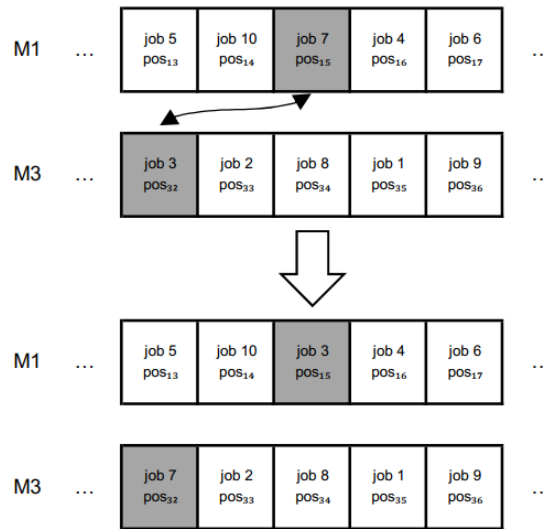 M1 … job 5 job 10 job 7 job 4 job 6 ..
pos₁₃ pos₁₄ pos₁₅ pos₁₆ pos₁₇
M3 … job 3 job 2 job 8 job 1 job 9 ..
pos₃₂ pos₃₃ pos₃₄ pos₃₅ pos₃₆
M1 … job 5 job 10 job 3 job 4 job 6 ..
pos₁₃ pos₁₄ pos₁₅ pos₁₆ pos₁₇
M3 … job 7 job 2 job 8 job 1 job 9 ..
pos₃₂ pos₃₃ pos₃₄ pos₃₅ pos₃₆